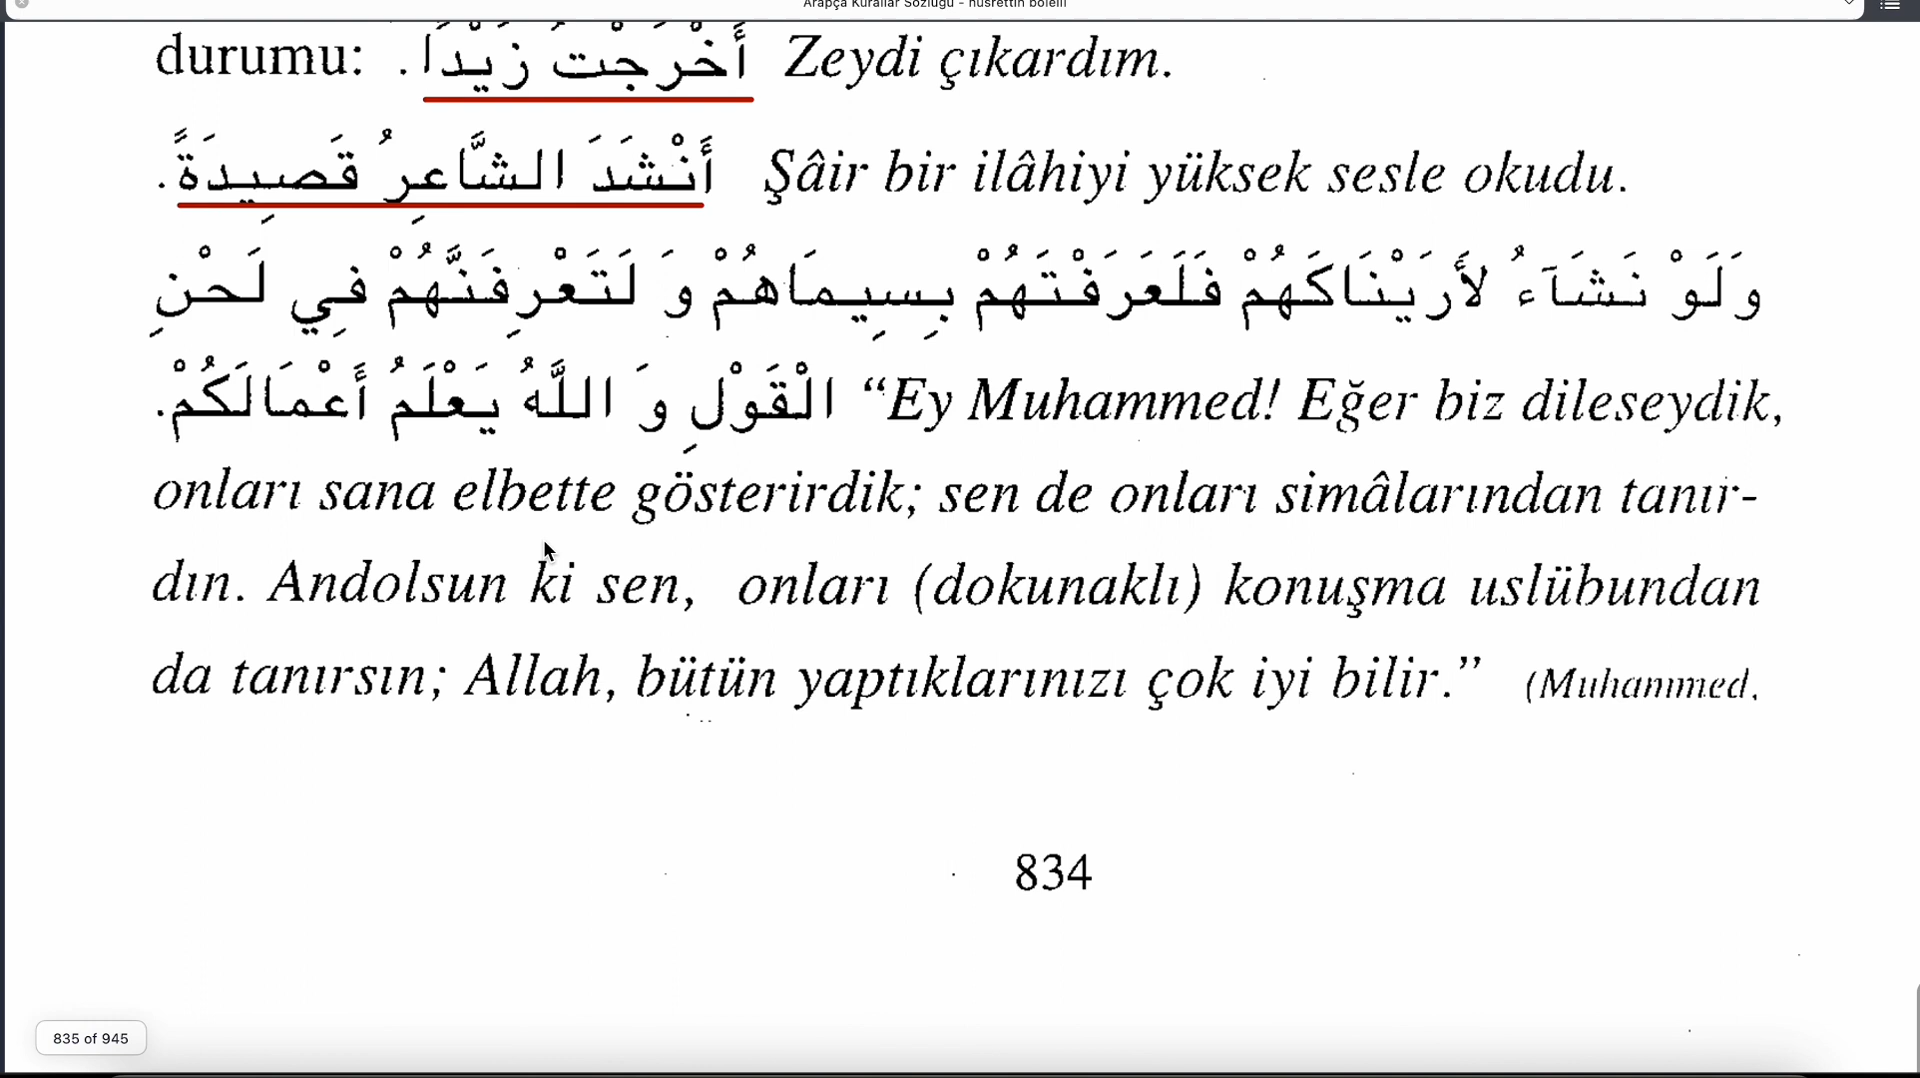 Arapça Kurallar Sözlüğü - nusrettin bolelli
durumu: أَخْرَجْتُ زَيْدًا. Zeydi çıkardım.
أَنْشَدَ الشَّاعِرُ قَصِيدَةً. Şâir bir ilâhiyi yüksek sesle okudu.
وَلَوْ نَشَآءُ لأَرَيْنَاكَهُمْ فَلَعَرَفْتَهُمْ بِسِيمَاهُمْ وَ لَتَعْرِفَنَّهُمْ فِي لَحْنِ
الْقَوْلِ وَ اللَّهُ يَعْلَمُ أَعْمَالَكُمْ. “Ey Muhammed! Eğer biz dileseydik,
onları sana elbette gösterirdik; sen de onları simâlarından tanır-
dın. Andolsun ki sen, onları (dokunaklı) konuşma uslübundan
da tanırsın; Allah, bütün yaptıklarınızı çok iyi bilir.” (Muhammed,
834
835 of 945